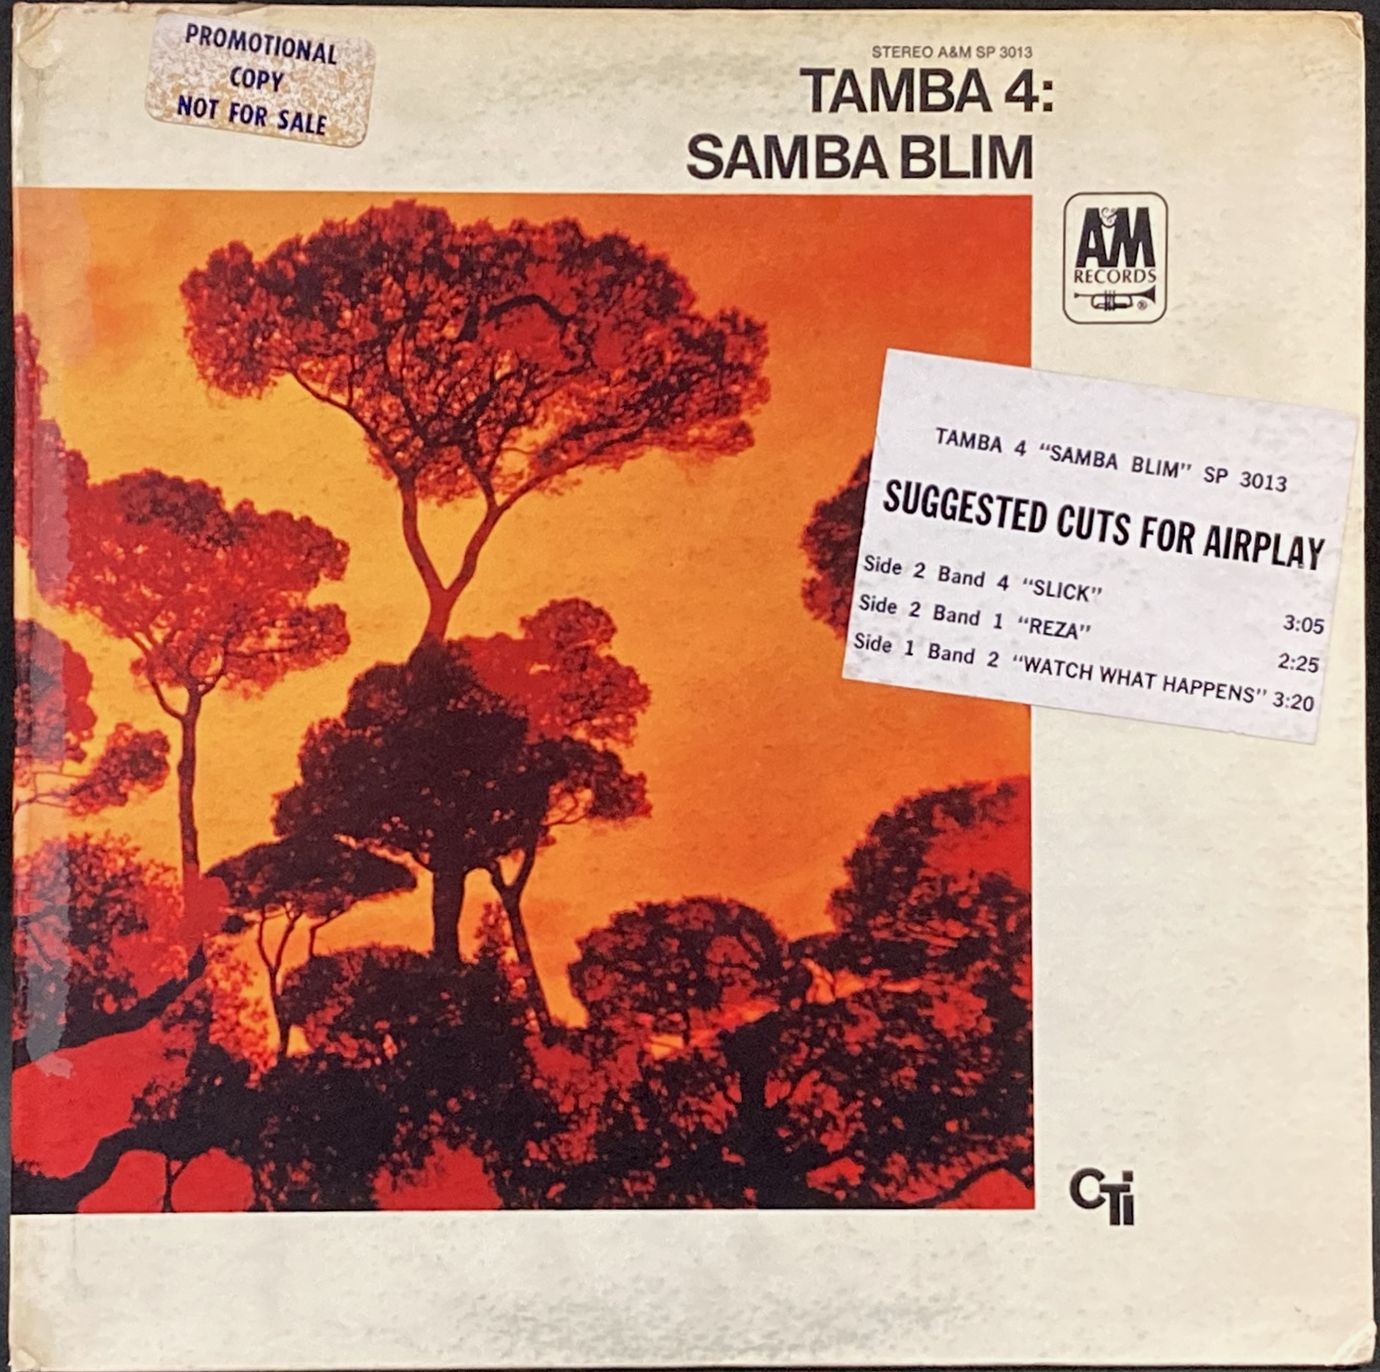 PROMOTIONAL
COPY
NOT FOR SALE
STEREO A&M SP 3013
TAMBA 4:
SAMBA BLIM
A&M
RECORDS
®
TAMBA 4 "SAMBA BLIM" SP 3013
SUGGESTED CUTS FOR AIRPLAY
Side 2 Band 4 "SLICK" 3:05
Side 2 Band 1 "REZA" 2:25
Side 1 Band 2 "WATCH WHAT HAPPENS" 3:20
CTi